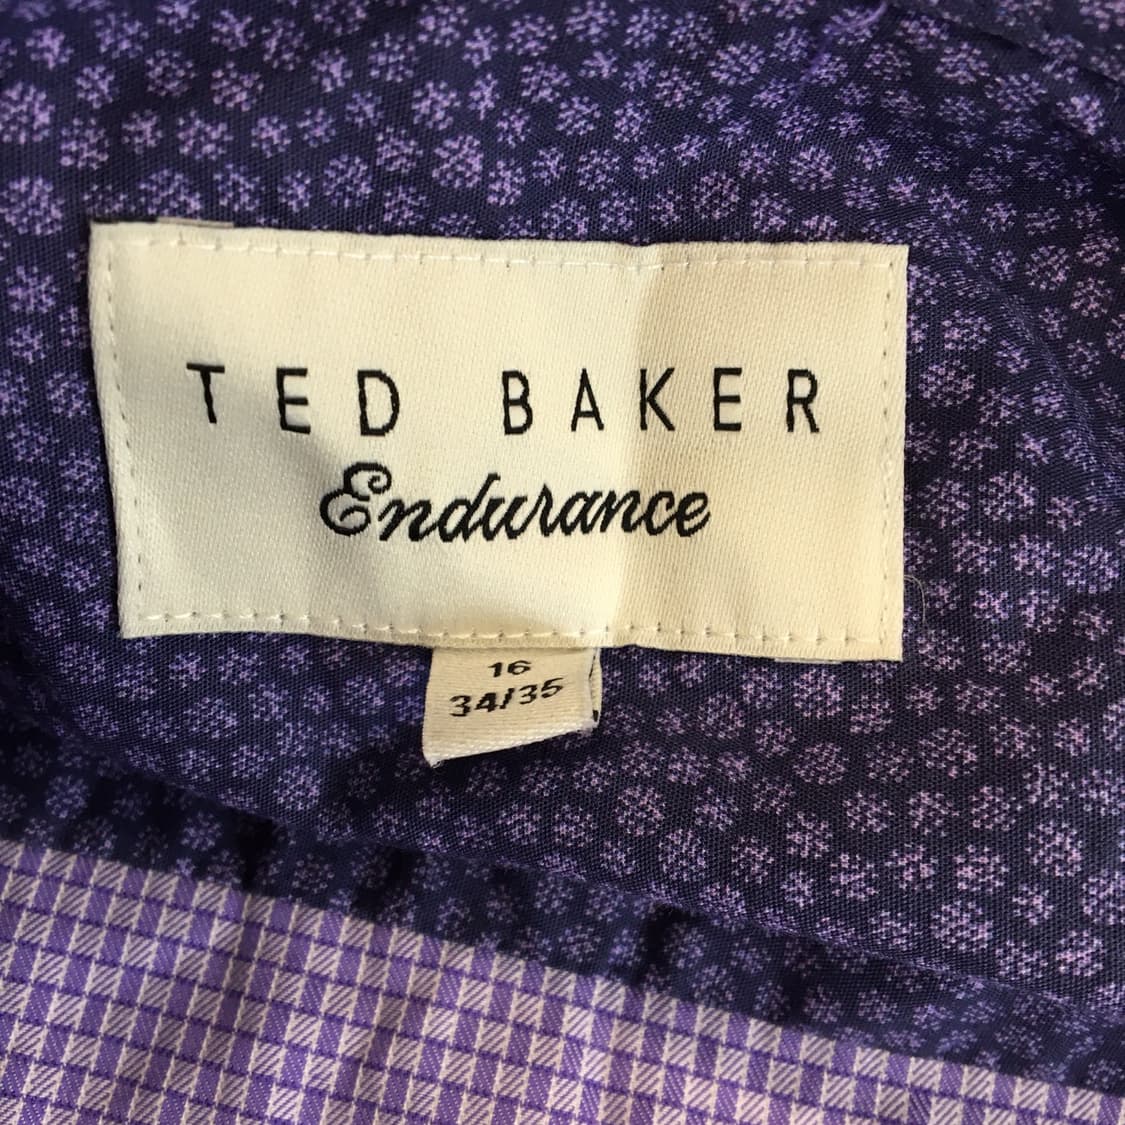 TED BAKER
Endurance
16
34/35